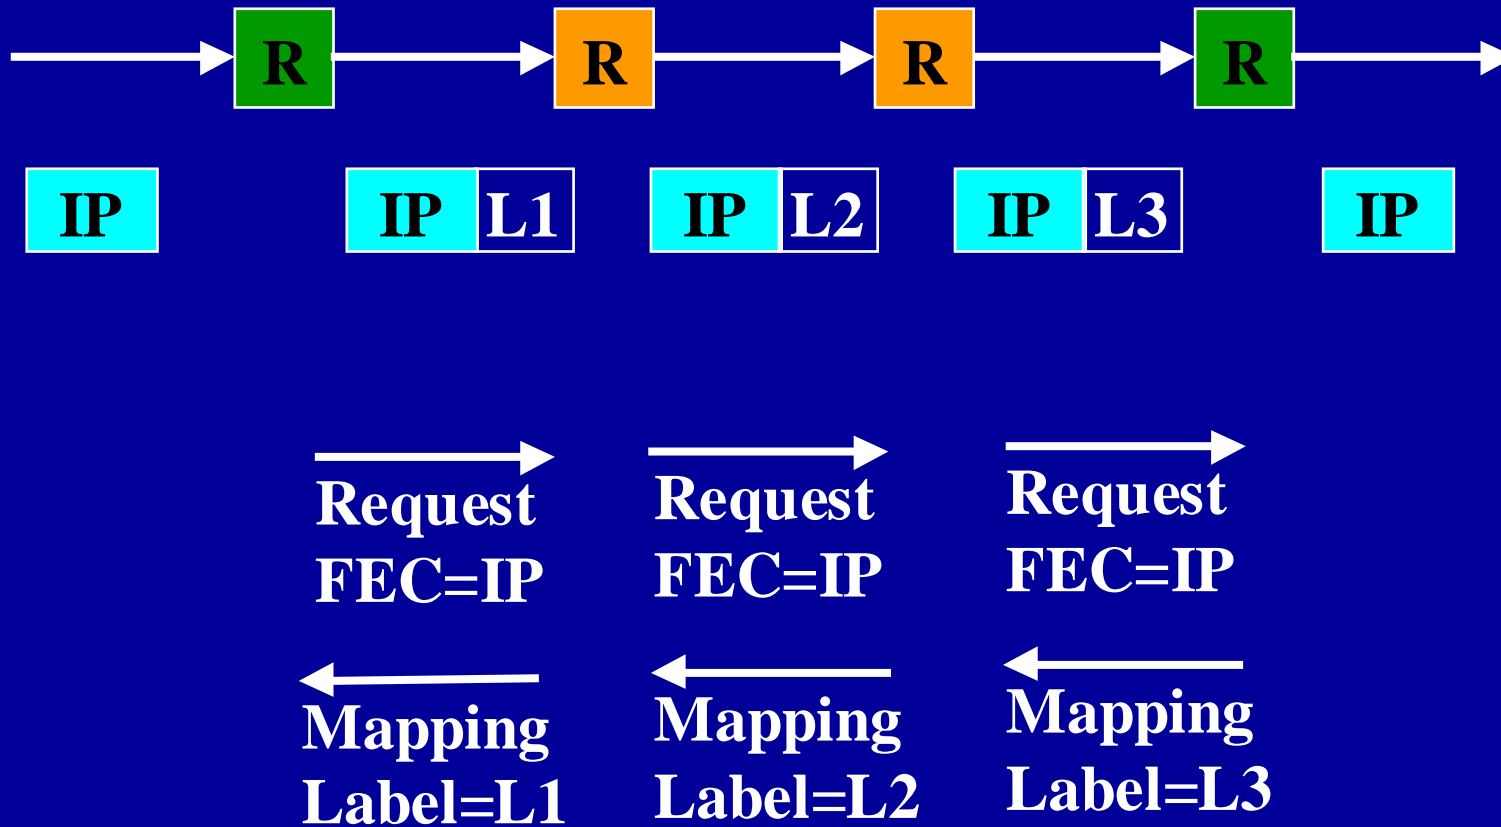 R R R R
IP IP L1 IP L2 IP L3 IP
Request
FEC=IP
Request
FEC=IP
Request
FEC=IP
Mapping
Label=L1
Mapping
Label=L2
Mapping
Label=L3